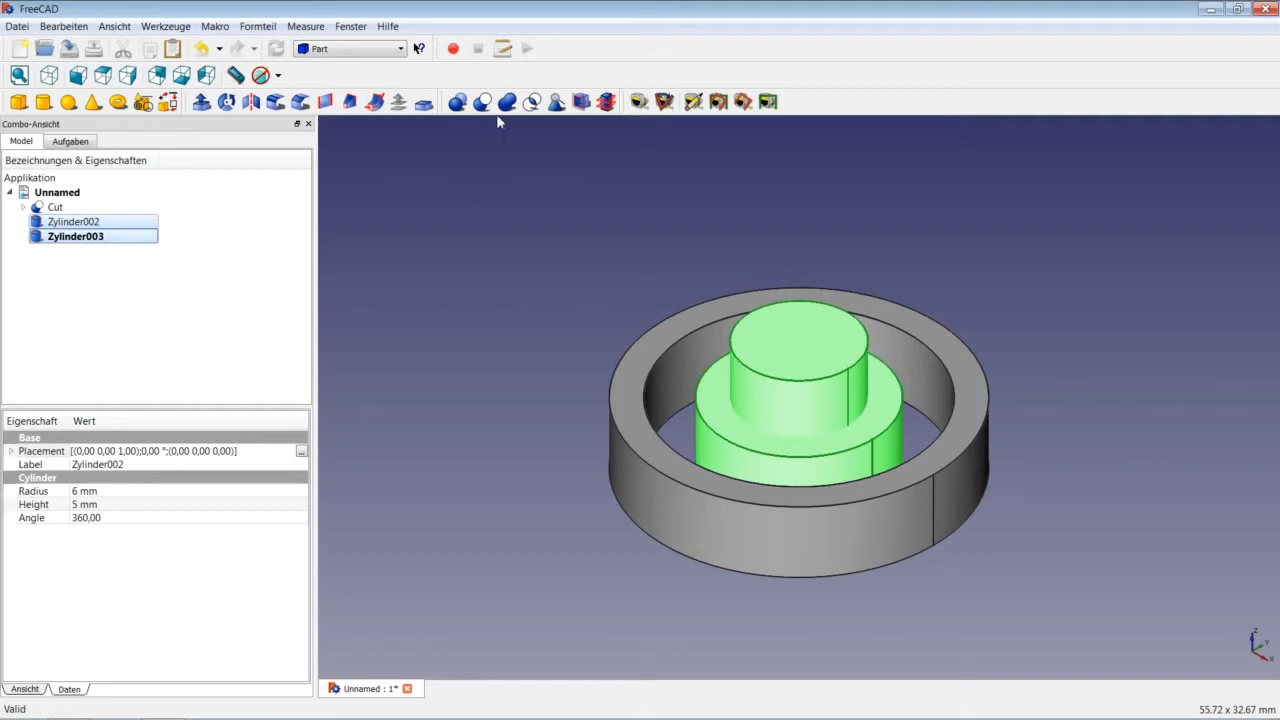 FreeCAD
Datei Bearbeiten Ansicht Werkzeuge Makro Formteil Measure Fenster Hilfe
Part
Combo-Ansicht
Model Aufgaben
Bezeichnungen & Eigenschaften
Applikation
Unnamed
Cut
Zylinder002
Zylinder003
Eigenschaft Wert
Base
Placement [(0,00 0,00 1,00);0,00 °;(0,00 0,00 0,00)] ...
Label Zylinder002
Cylinder
Radius 6 mm
Height 5 mm
Angle 360,00
Z
Y
X
Ansicht Daten
Unnamed : 1*
Valid
55.72 x 32.67 mm